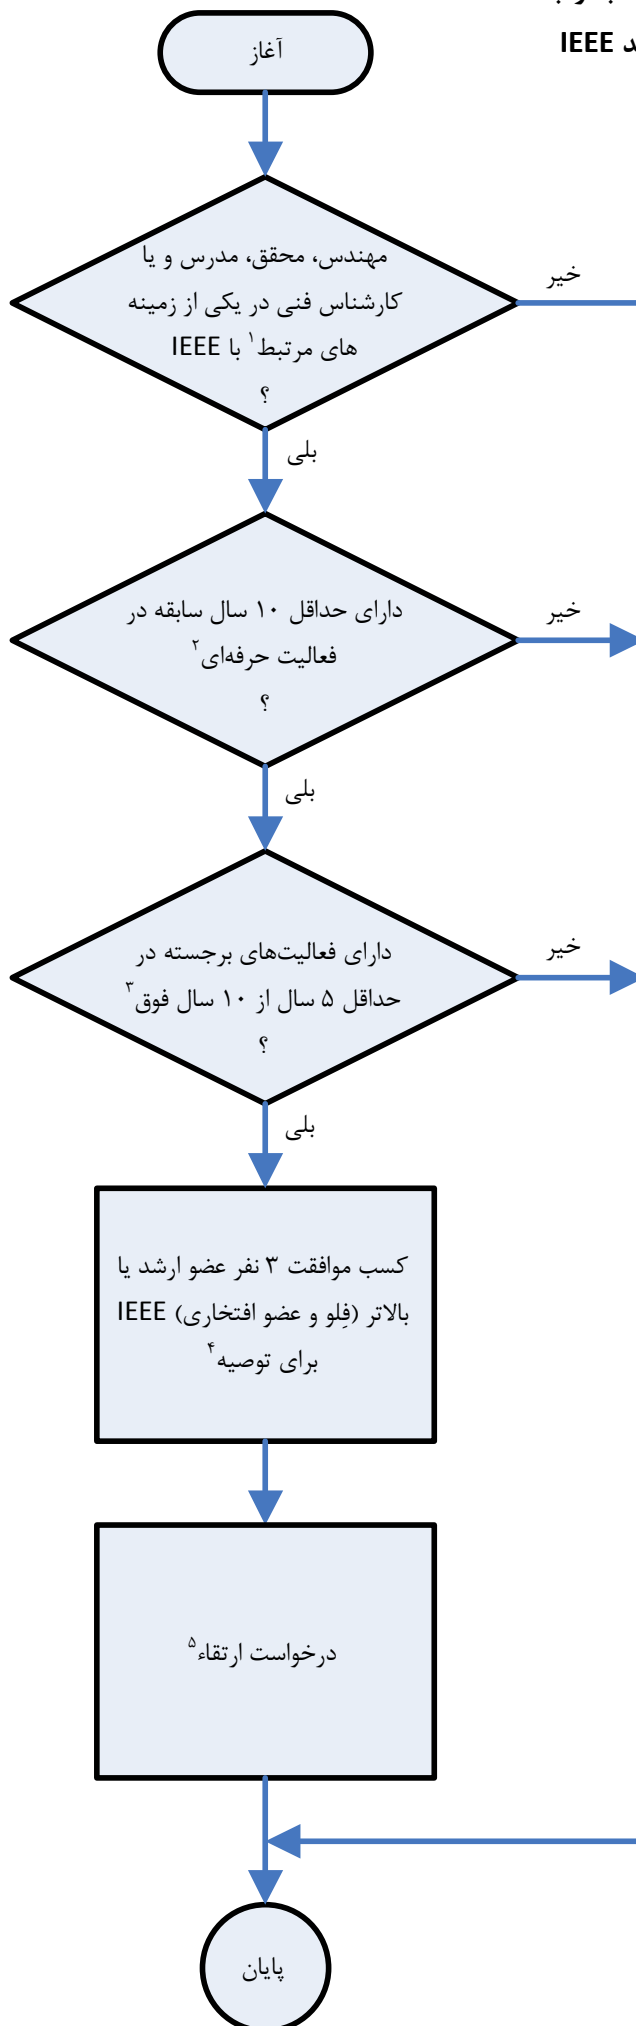 د IEEE
آغاز
مهندس، محقق، مدرس و یا
کارشناس فنی در یکی از زمینه
های مرتبط۱ با IEEE
؟
خیر
بلی
دارای حداقل ۱۰ سال سابقه در
فعالیت حرفه‌ای۲
؟
خیر
بلی
دارای فعالیت‌های برجسته در
حداقل ۵ سال از ۱۰ سال فوق۳
؟
خیر
بلی
کسب موافقت ۳ نفر عضو ارشد یا
بالاتر (فِلو و عضو افتخاری) IEEE
برای توصیه۴
درخواست ارتقاء۵
پایان